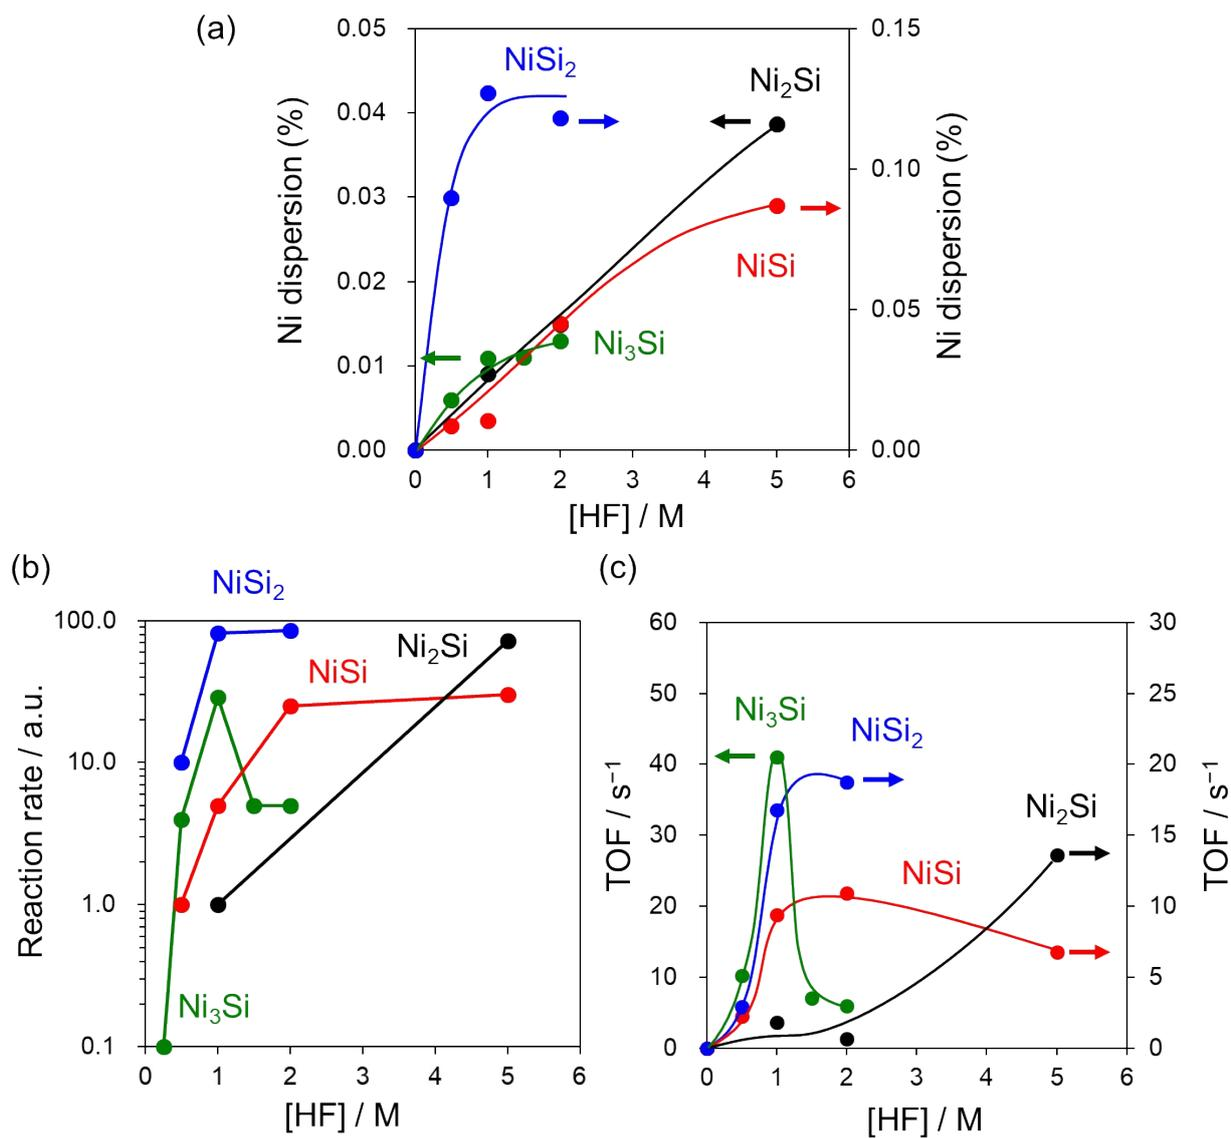 (a)
0.05
0.04
0.03
0.02
0.01
0.00
Ni dispersion (%)
NiSi₂
Ni₂Si
NiSi
Ni₃Si
0.15
0.10
0.05
0.00
Ni dispersion (%)
0 1 2 3 4 5 6
[HF] / M
(b)
100.0
10.0
1.0
0.1
Reaction rate / a.u.
NiSi₂
Ni₂Si
NiSi
Ni₃Si
0 1 2 3 4 5 6
[HF] / M
(c)
60
50
40
30
20
10
0
TOF / s⁻¹
Ni₃Si
NiSi₂
Ni₂Si
NiSi
30
25
20
15
10
5
0
TOF / s⁻¹
0 1 2 3 4 5 6
[HF] / M